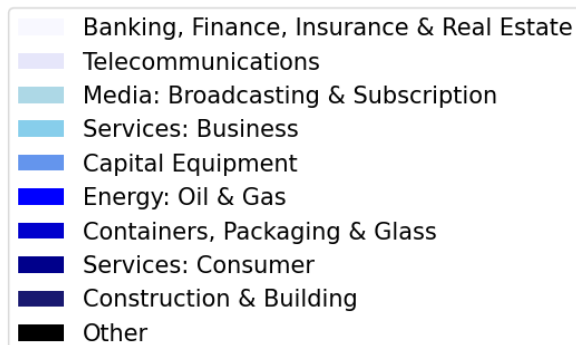 Banking, Finance, Insurance & Real Estate
Telecommunications
Media: Broadcasting & Subscription
Services: Business
Capital Equipment
Energy: Oil & Gas
Containers, Packaging & Glass
Services: Consumer
Construction & Building
Other